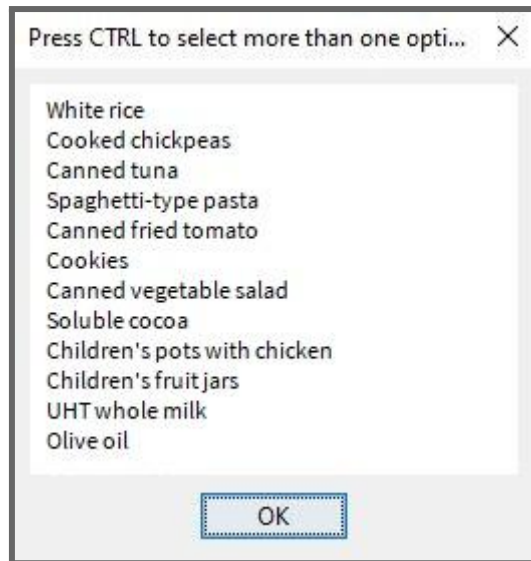 Press CTRL to select more than one opti...
White rice
Cooked chickpeas
Canned tuna
Spaghetti-type pasta
Canned fried tomato
Cookies
Canned vegetable salad
Soluble cocoa
Children's pots with chicken
Children's fruit jars
UHT whole milk
Olive oil
OK